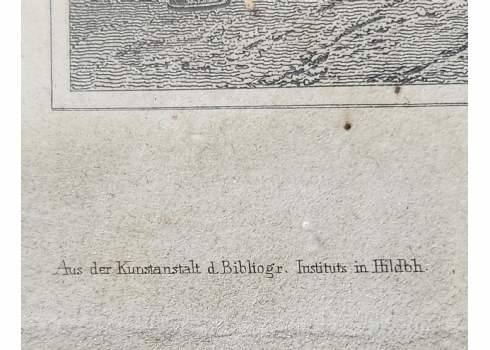 Aus der Kunstanstalt d. Bibliogr. Instituts in Hildbh.